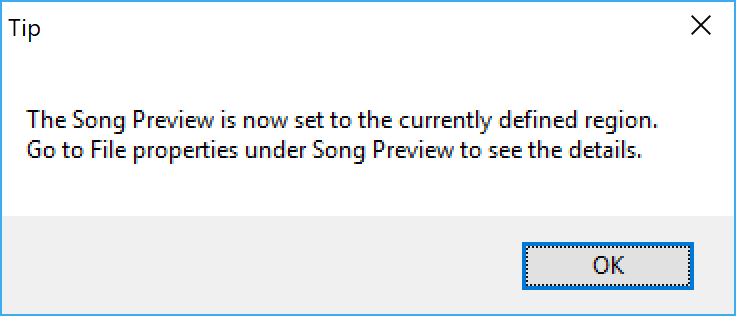 Tip
The Song Preview is now set to the currently defined region.
Go to File properties under Song Preview to see the details.
OK